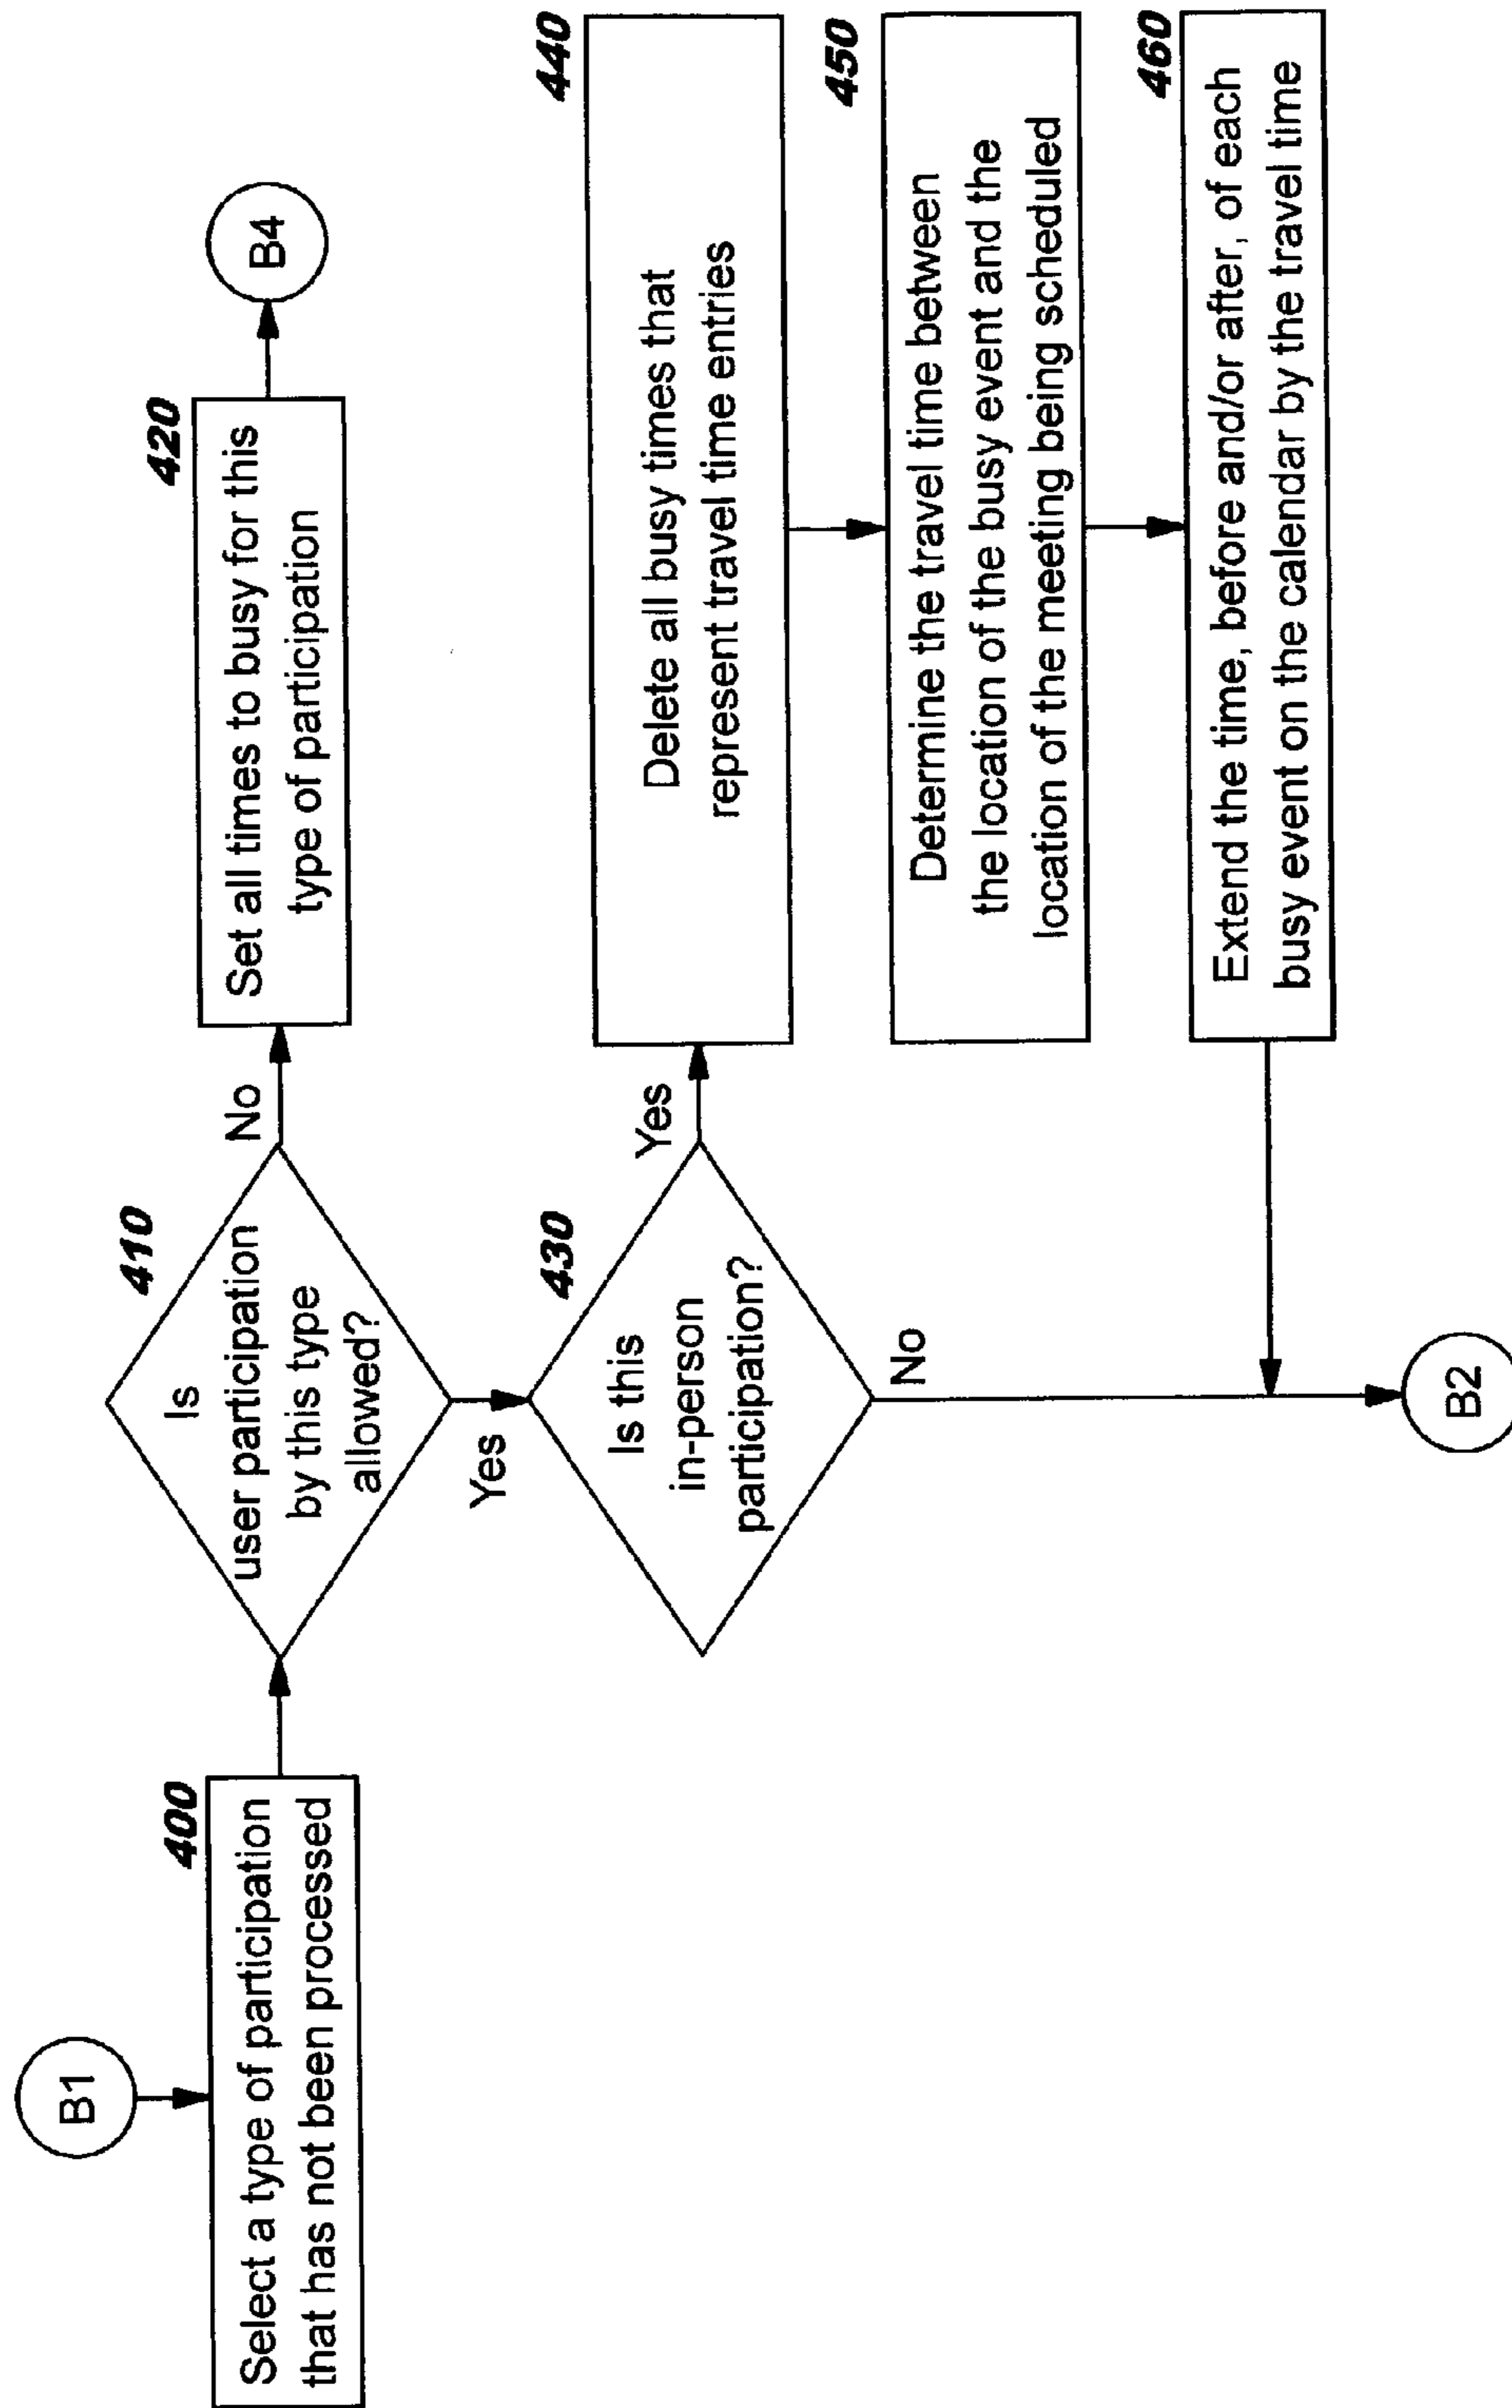 B1
400
Select a type of participation
that has not been processed
410
Is
user participation
by this type
allowed?
No
420
Set all times to busy for this
type of participation
B4
Yes
430
Is this
in-person
participation?
Yes
440
Delete all busy times that
represent travel time entries
450
Determine the travel time between
the location of the busy event and the
location of the meeting being scheduled
460
Extend the time, before and/or after, of each
busy event on the calendar by the travel time
No
B2